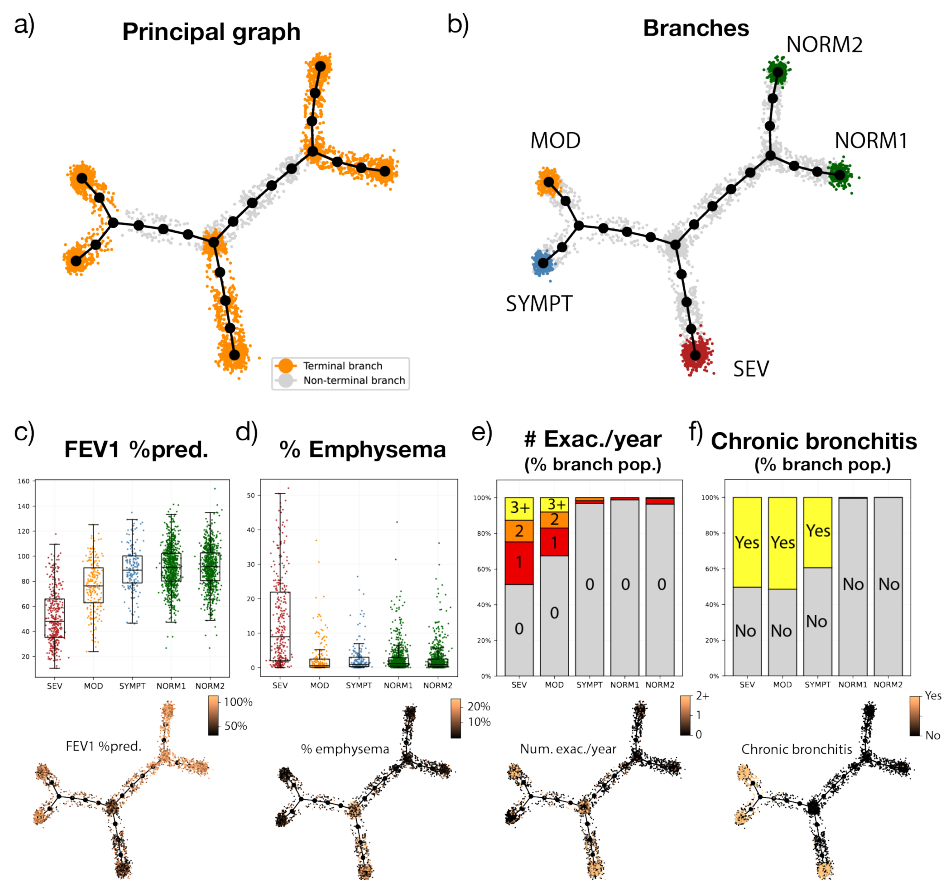 a)
Principal graph
Terminal branch
Non-terminal branch
b)
Branches
NORM2
MOD
NORM1
SYMPT
SEV
c)
FEV1 %pred.
160
140
120
100
80
60
40
20
SEV MOD SYMPT NORM1 NORM2
100%
50%
FEV1 %pred.
d)
% Emphysema
50
40
30
20
10
0
SEV MOD SYMPT NORM1 NORM2
20%
10%
% emphysema
e)
# Exac./year
(% branch pop.)
100%
80%
60%
40%
20%
0%
3+ 3+
2 2
1 1
0 0 0 0 0
SEV MOD SYMPT NORM1 NORM2
2+
1
0
Num. exac./year
f)
Chronic bronchitis
(% branch pop.)
100%
80%
60%
40%
20%
0%
Yes Yes Yes
No No No No No
SEV MOD SYMPT NORM1 NORM2
Yes
No
Chronic bronchitis